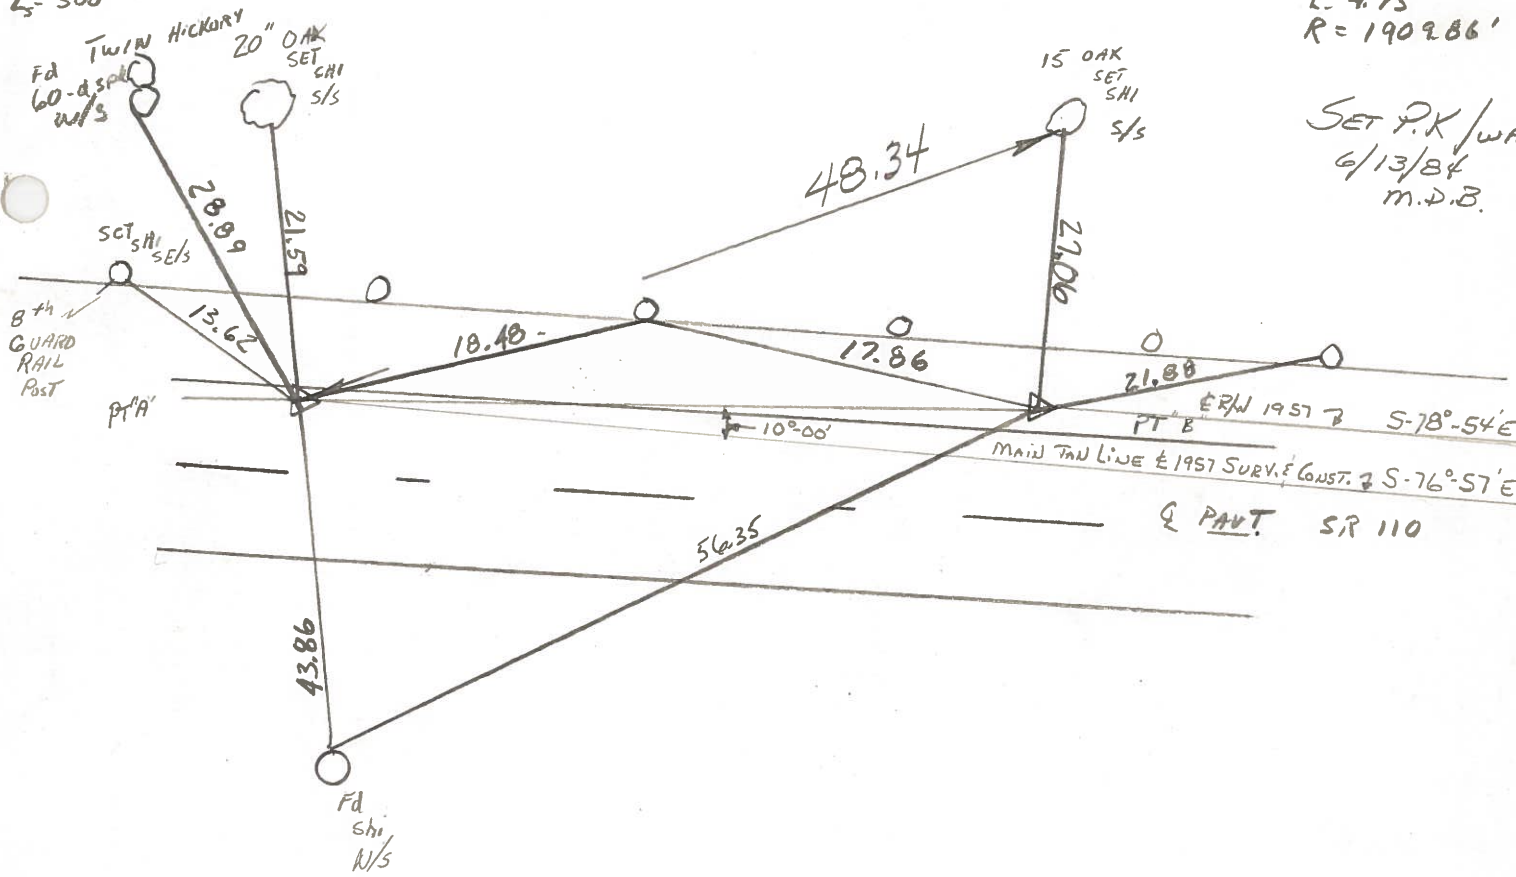 TWIN HICKORY
Fd
60-d spk
W/S
20" OAK
SET
SHI
S/S
15 OAK
SET
SHI
S/S
R = 1909.86'
SET P.K/WA
6/13/84
M.D.B.
48.34
28.89
21.59
27.06
SET
SHI
SE/S
8th
GUARD
RAIL
POST
13.62
18.48-
17.86
21.88
PT "A"
PT "B"
10°-00'
℄ R/W 1957
S-78°-54'E
MAIN TAN LINE ℄ 1957 SURV. & CONST.
S-76°-57'E
℄ PAVT. SR 110
56.35
43.86
Fd
Shi
N/S